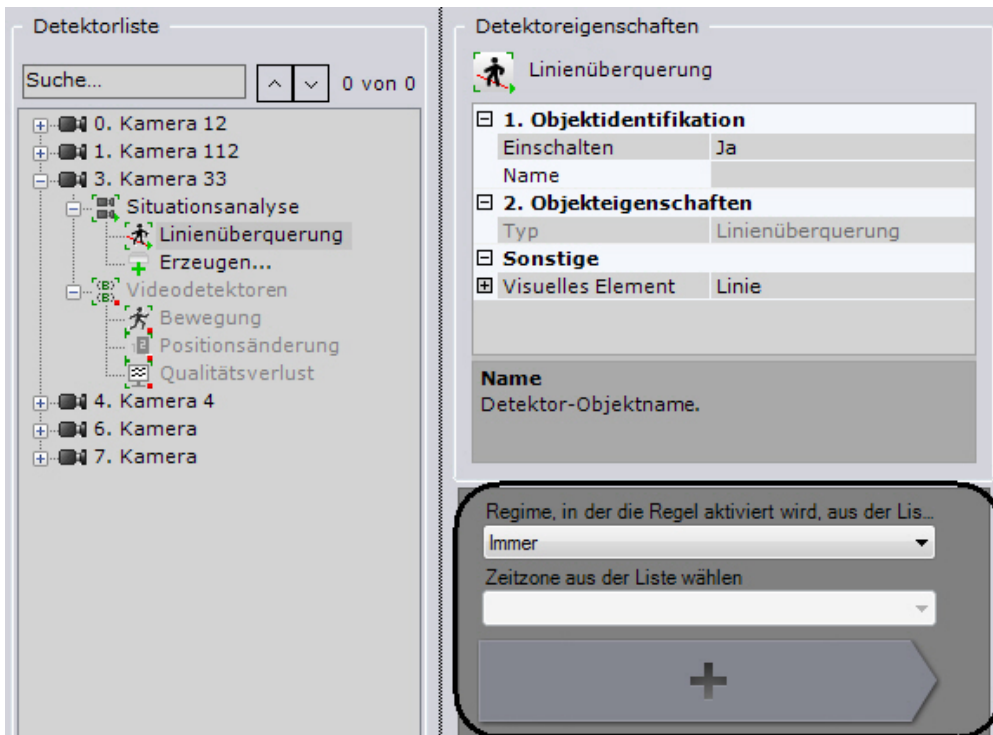 Detektorliste
Suche...
0 von 0
0. Kamera 12
1. Kamera 112
3. Kamera 33
Situationsanalyse
Linienüberquerung
Erzeugen...
Videodetektoren
Bewegung
Positionsänderung
Qualitätsverlust
4. Kamera 4
6. Kamera
7. Kamera
Detektoreigenschaften
Linienüberquerung
1. Objektidentifikation
Einschalten Ja
Name
2. Objekteigenschaften
Typ Linienüberquerung
Sonstige
Visuelles Element Linie
Name
Detektor-Objektname.
Regime, in der die Regel aktiviert wird, aus der Lis...
Immer
Zeitzone aus der Liste wählen